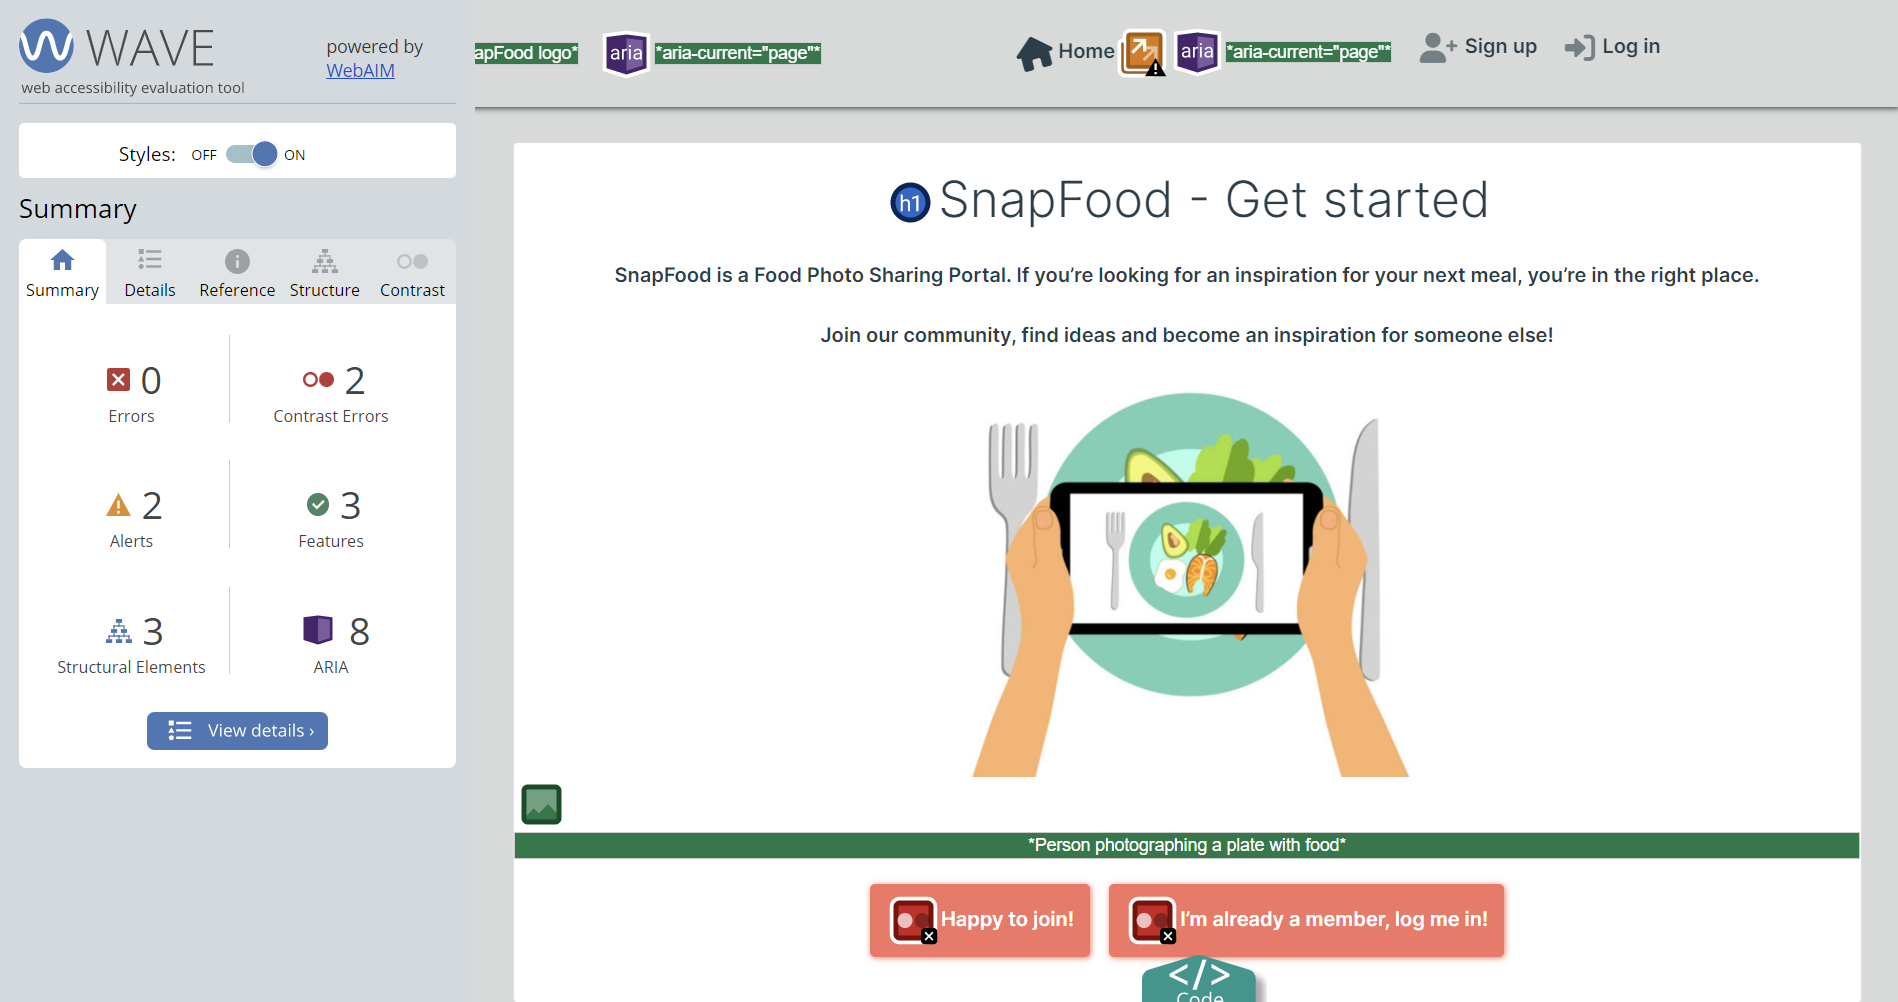 WAVE
powered by
WebAIM
web accessibility evaluation tool
Styles: OFF ON
Summary
Summary Details Reference Structure Contrast
0
Errors
2
Contrast Errors
2
Alerts
3
Features
3
Structural Elements
8
ARIA
View details ›
apFood logo* aria *aria-current="page"*
Home aria *aria-current="page"* Sign up Log in
h1 SnapFood - Get started
SnapFood is a Food Photo Sharing Portal. If you’re looking for an inspiration for your next meal, you’re in the right place.
Join our community, find ideas and become an inspiration for someone else!
*Person photographing a plate with food*
Happy to join!
I’m already a member, log me in!
</>
Code